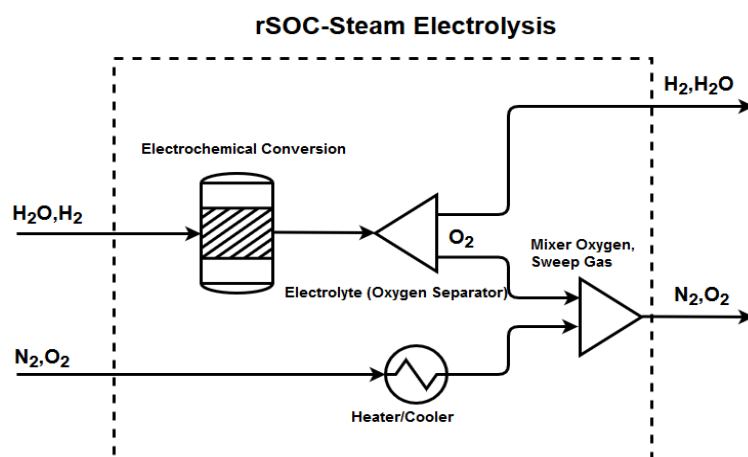 rSOC-Steam Electrolysis
H₂,H₂O
Electrochemical Conversion
H₂O,H₂
O₂
Mixer Oxygen,
Sweep Gas
Electrolyte (Oxygen Separator)
N₂,O₂
N₂,O₂
Heater/Cooler